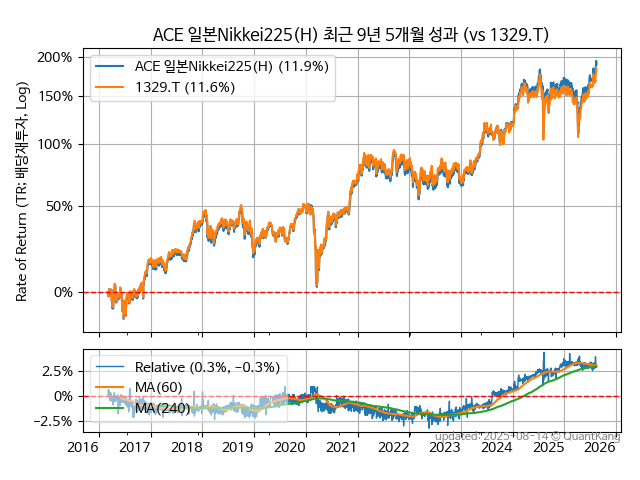 ACE 일본Nikkei225(H) 최근 9년 5개월 성과 (vs 1329.T)
Rate of Return (TR: 배당재투자, Log)
200%
150%
100%
50%
0%
ACE 일본Nikkei225(H) (11.9%)
1329.T (11.6%)
2.5%
0%
−2.5%
Relative (0.3%, −0.3%)
MA(60)
MA(240)
2016 2017 2018 2019 2020 2021 2022 2023 2024 2025 2026
updated: 2025-08-14 © QuantKang